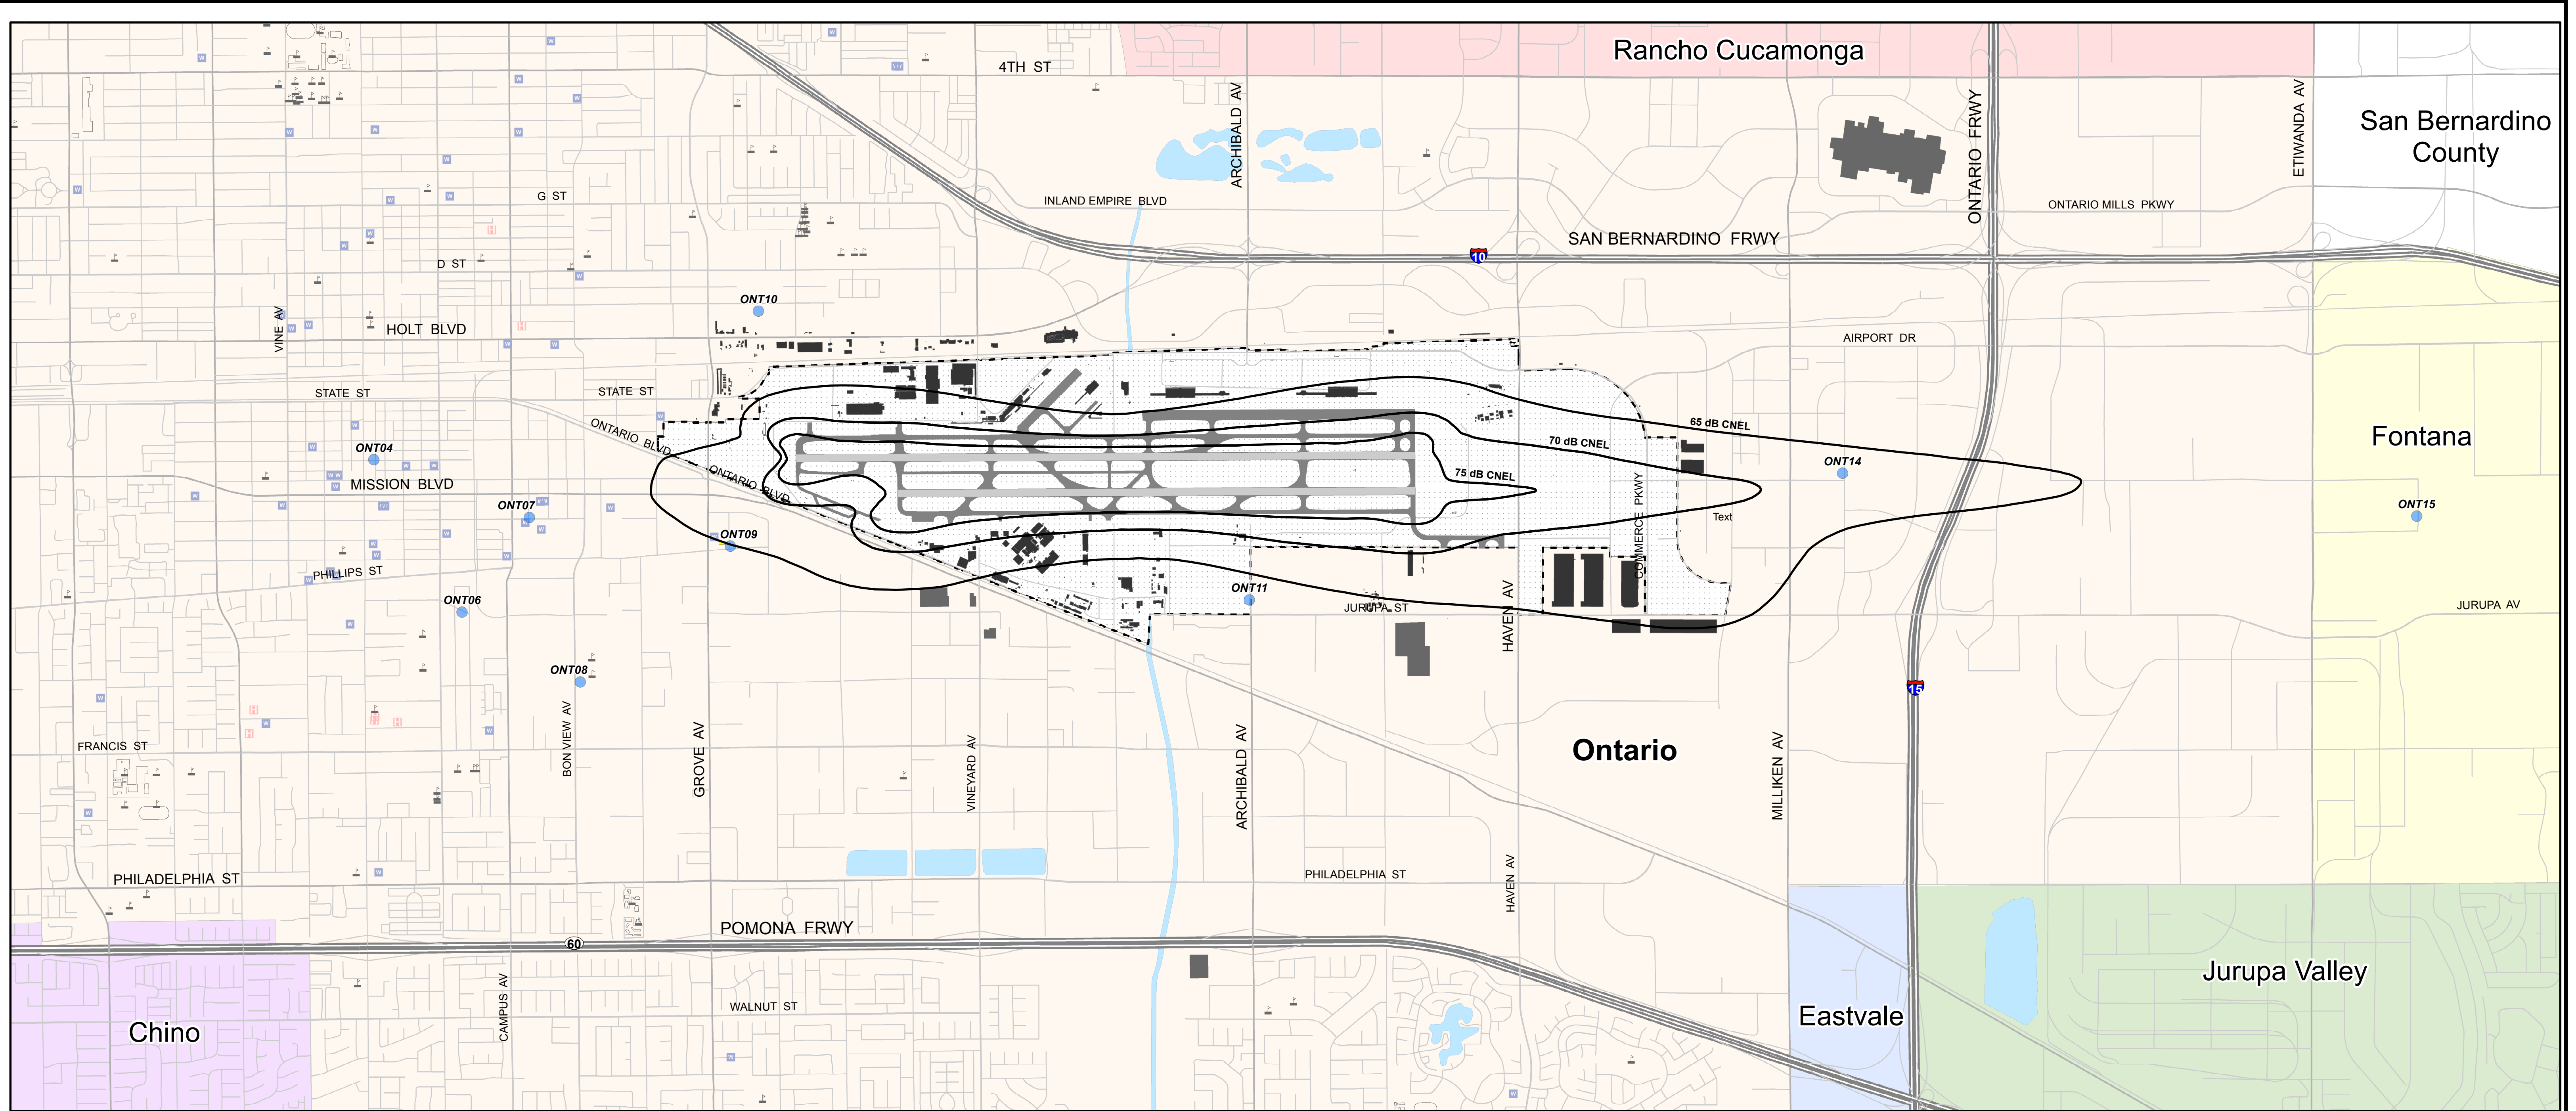 Rancho Cucamonga
4TH ST
ARCHIBALD AV
ONTARIO FRWY
ETIWANDA AV
San Bernardino
County
G ST
INLAND EMPIRE BLVD
ONTARIO MILLS PKWY
SAN BERNARDINO FRWY
10
D ST
ONT10
VINE AV
HOLT BLVD
AIRPORT DR
STATE ST
STATE ST
ONTARIO BLVD
65 dB CNEL
70 dB CNEL
75 dB CNEL
Fontana
ONT04
ONT14
MISSION BLVD
ONTARIO BLVD
COMMERCE PKWY
ONT07
ONT15
Text
ONT09
PHILLIPS ST
ONT06
ONT11
JURUPA ST
HAVEN AV
JURUPA AV
ONT08
15
BON VIEW AV
GROVE AV
VINEYARD AV
ARCHIBALD AV
Ontario
MILLIKEN AV
FRANCIS ST
PHILADELPHIA ST
PHILADELPHIA ST
HAVEN AV
POMONA FRWY
60
CAMPUS AV
WALNUT ST
Chino
Eastvale
Jurupa Valley